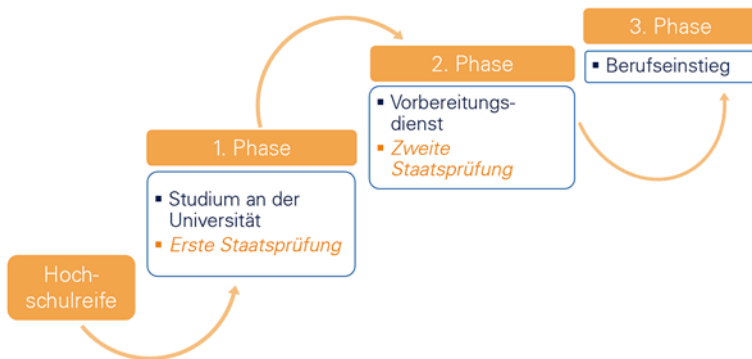 Hoch-
schulreife
1. Phase
▪ Studium an der
Universität
▪ Erste Staatsprüfung
2. Phase
▪ Vorbereitungs-
dienst
▪ Zweite
Staatsprüfung
3. Phase
▪ Berufseinstieg